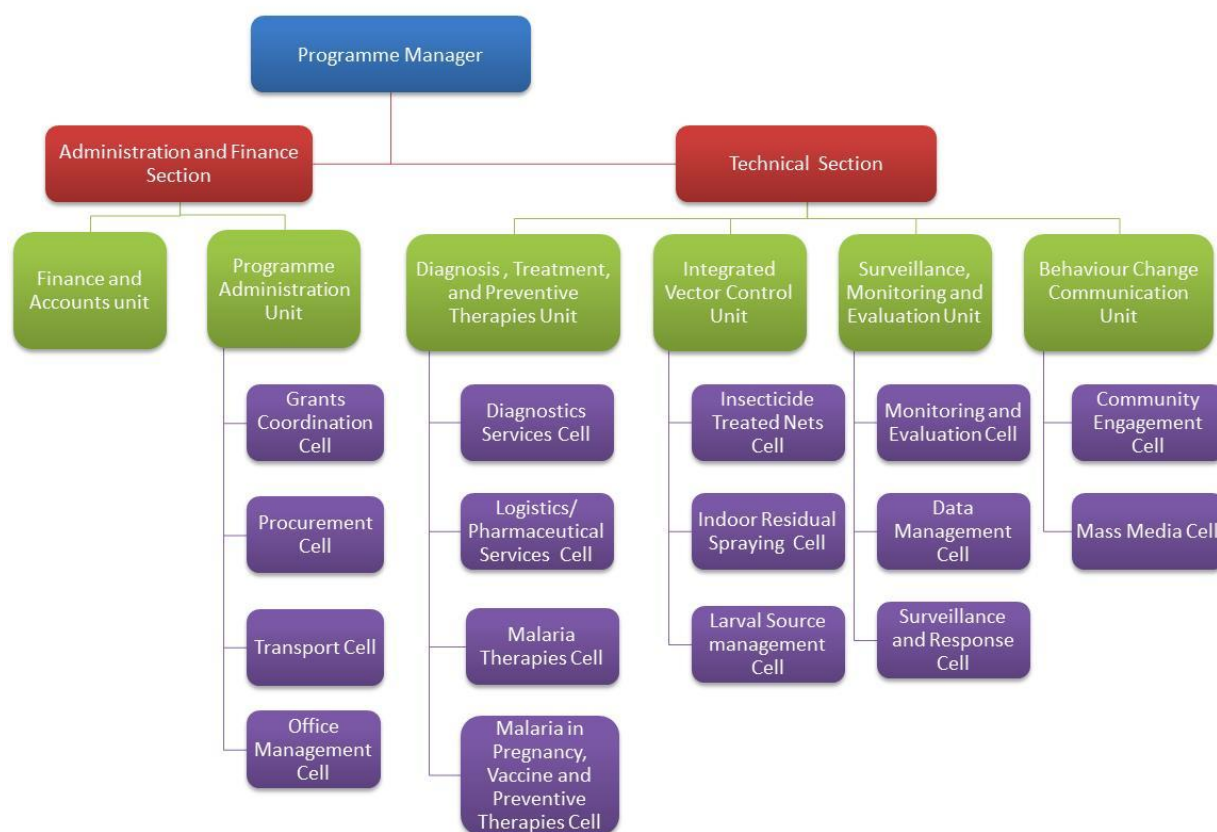 Programme Manager
Administration and Finance
Section
Technical Section
Finance and
Accounts unit
Programme
Administration
Unit
Diagnosis , Treatment,
and Preventive
Therapies Unit
Integrated
Vector Control
Unit
Surveillance,
Monitoring and
Evaluation Unit
Behaviour Change
Communication
Unit
Grants
Coordination
Cell
Procurement
Cell
Transport Cell
Office
Management
Cell
Diagnostics
Services Cell
Logistics/
Pharmaceutical
Services Cell
Malaria
Therapies Cell
Malaria in
Pregnancy,
Vaccine and
Preventive
Therapies Cell
Insecticide
Treated Nets
Cell
Indoor Residual
Spraying Cell
Larval Source
management
Cell
Monitoring and
Evaluation Cell
Data
Management
Cell
Surveillance
and Response
Cell
Community
Engagement
Cell
Mass Media Cell